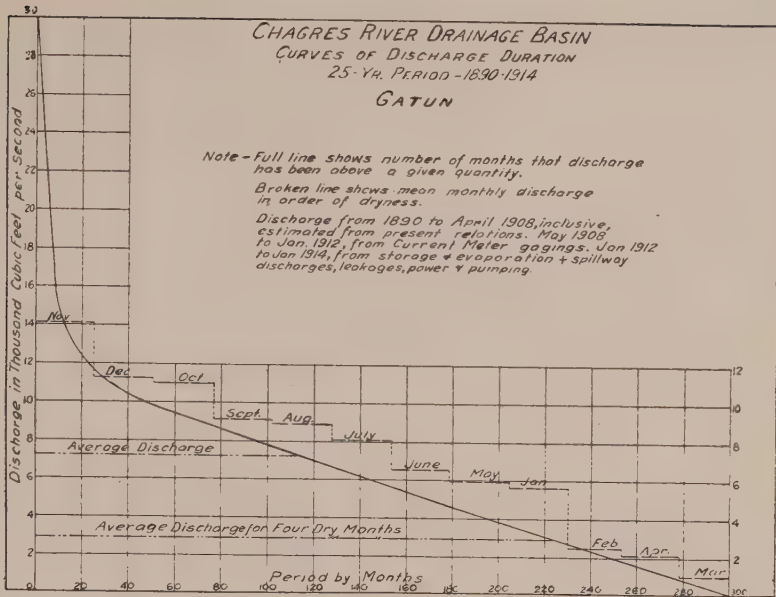 CHAGRES RIVER DRAINAGE BASIN
CURVES OF DISCHARGE DURATION
25-YR. PERIOD-1890-1914
GATUN
Note-Full line shows number of months that discharge
has been above a given quantity.
Broken line shows mean monthly discharge
in order of dryness.
Discharge from 1890 to April 1908, inclusive,
estimated from present relations. May 1908
to Jan. 1912, from Current Meter gagings. Jan 1912
to Jan 1914, from storage + evaporation + spillway
discharges, leakages, power & pumping.
Discharge in Thousand Cubic Feet per Second
30
28
26
24
22
20
18
16
14
12
10
8
6
4
2
0
Nov
Dec
Oct
Sept.
Aug
July
June
May
Jan
Feb
Apr.
Mar
Average Discharge
Average Discharge for Four Dry Months
12
10
8
6
4
2
20 40 60 80 100 120 140 160 180 200 220 240 260 280 300
Period by Months